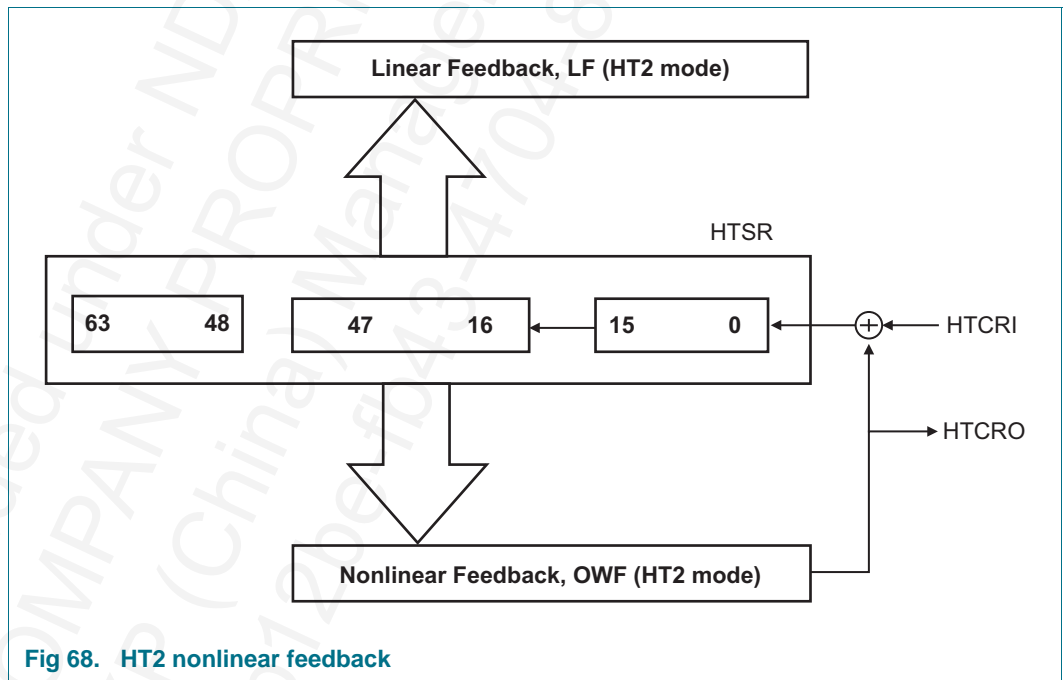 Linear Feedback, LF (HT2 mode)
HTSR
63 48 47 16 15 0
HTCRI
HTCRO
Nonlinear Feedback, OWF (HT2 mode)
Fig 68. HT2 nonlinear feedback